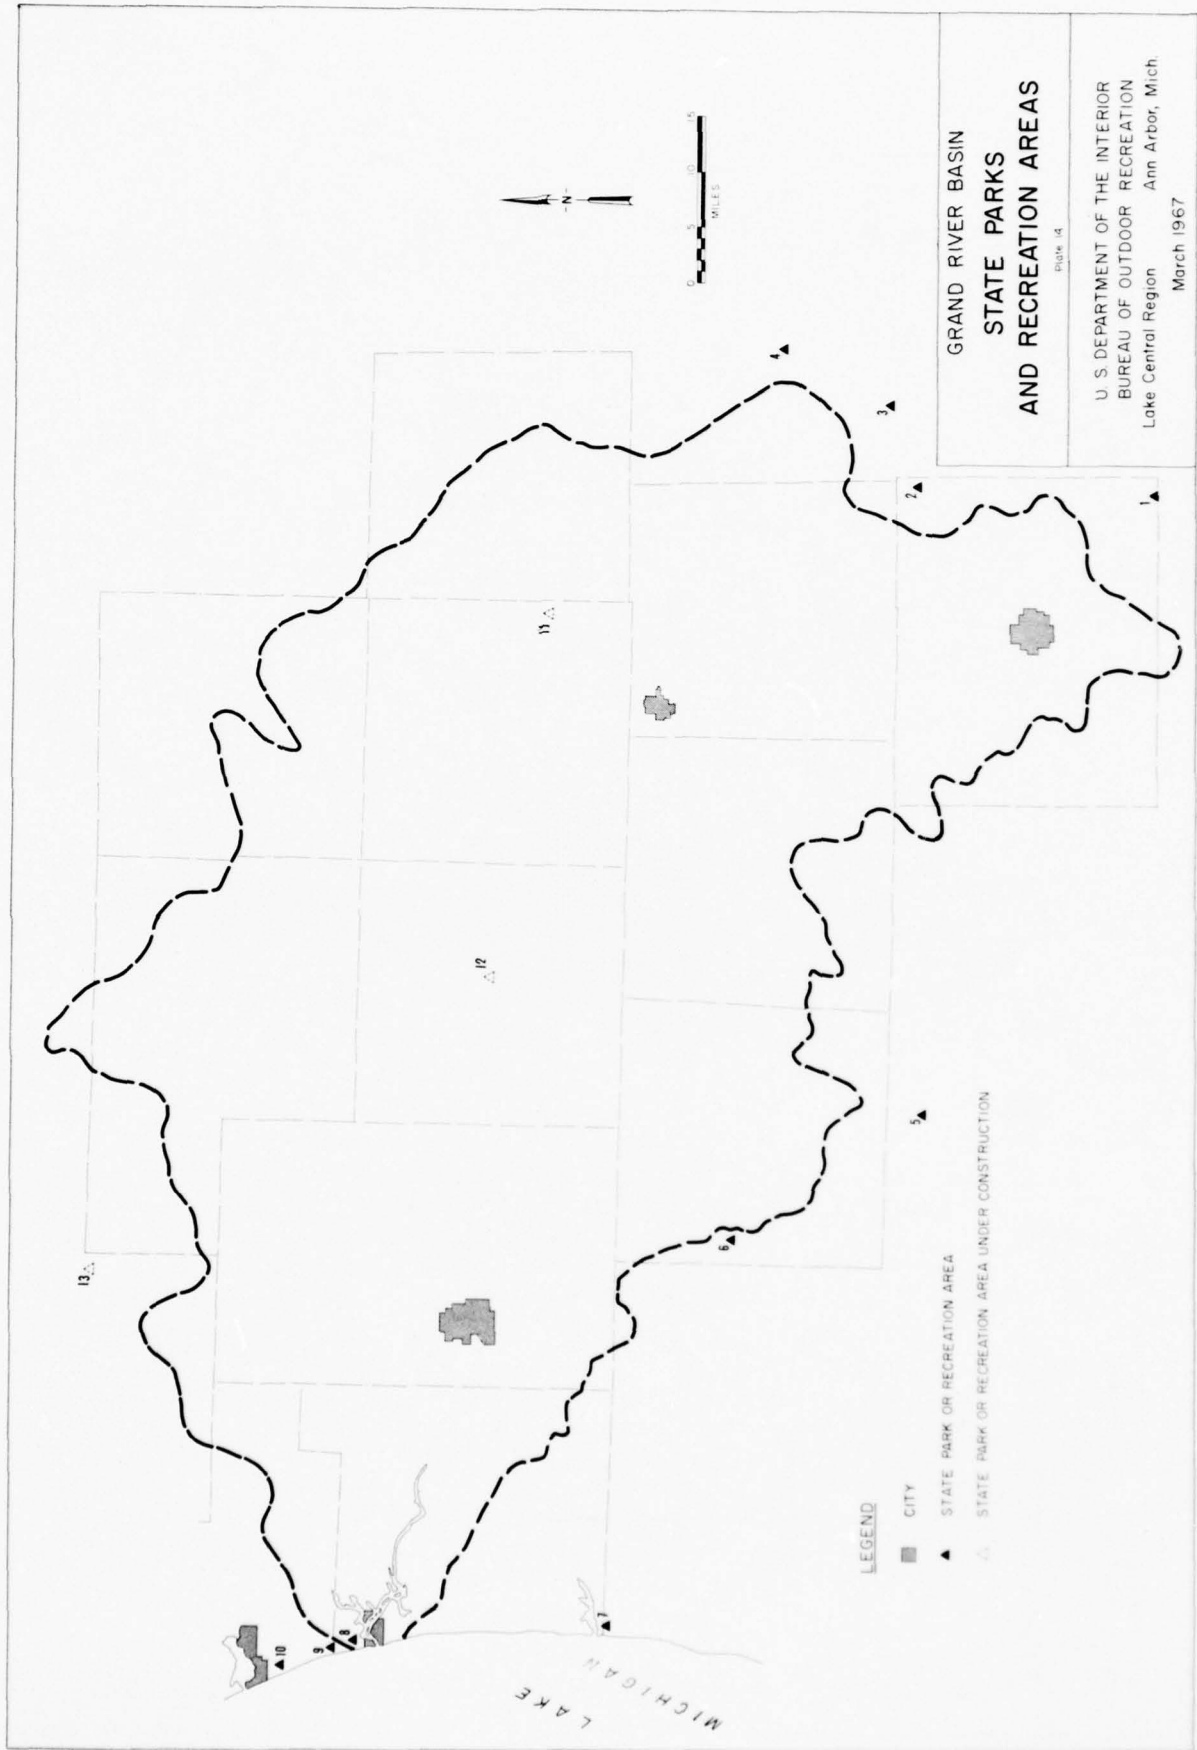 GRAND RIVER BASIN
STATE PARKS
AND RECREATION AREAS
Plate 14
U. S. DEPARTMENT OF THE INTERIOR
BUREAU OF OUTDOOR RECREATION
Lake Central Region Ann Arbor, Mich.
March 1967
-N-
0 5 10 15
MILES
LEGEND
CITY
STATE PARK OR RECREATION AREA
STATE PARK OR RECREATION AREA UNDER CONSTRUCTION
LAKE
MICHIGAN
1
2
3
4
5
6
7
8
9
10
11
12
13